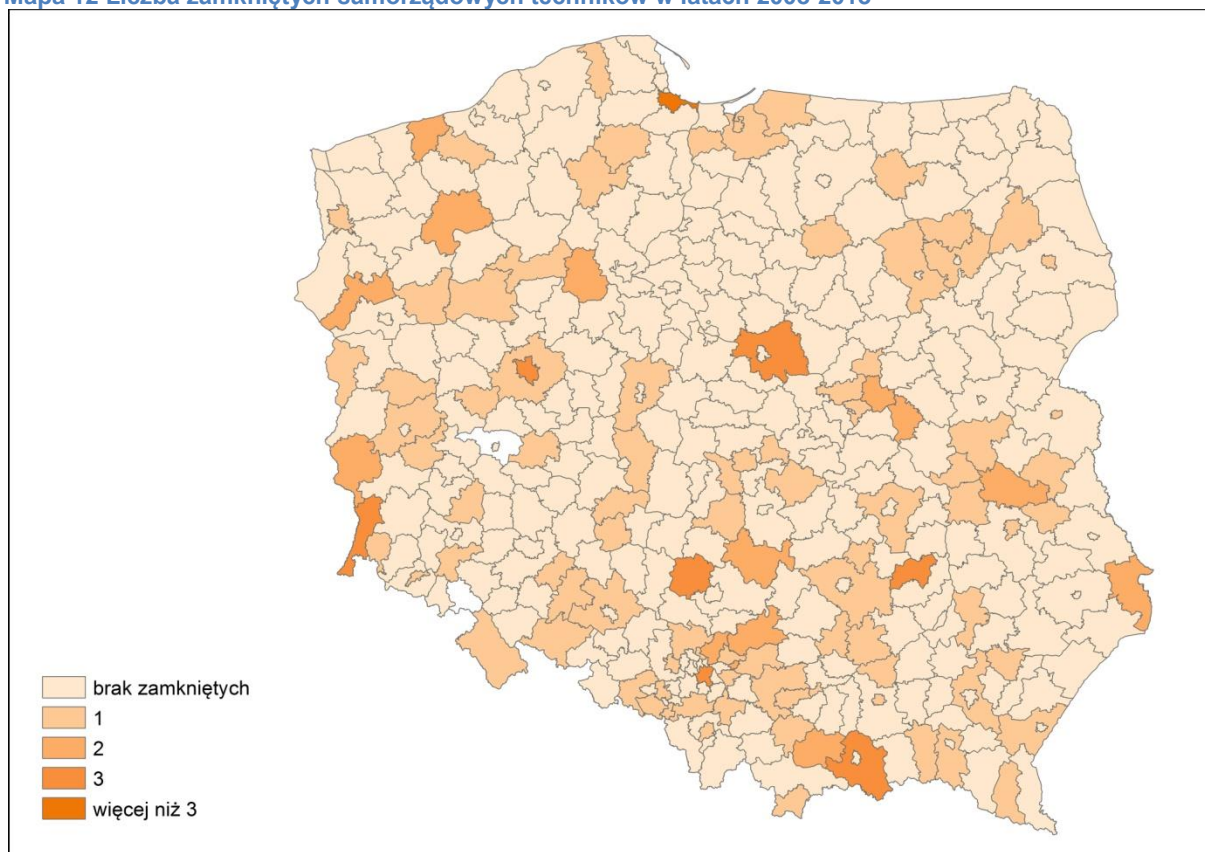 Mapa 12 Liczba zamkniętych samorządowych techników w latach
brak zamkniętych
1
2
3
więcej niż 3